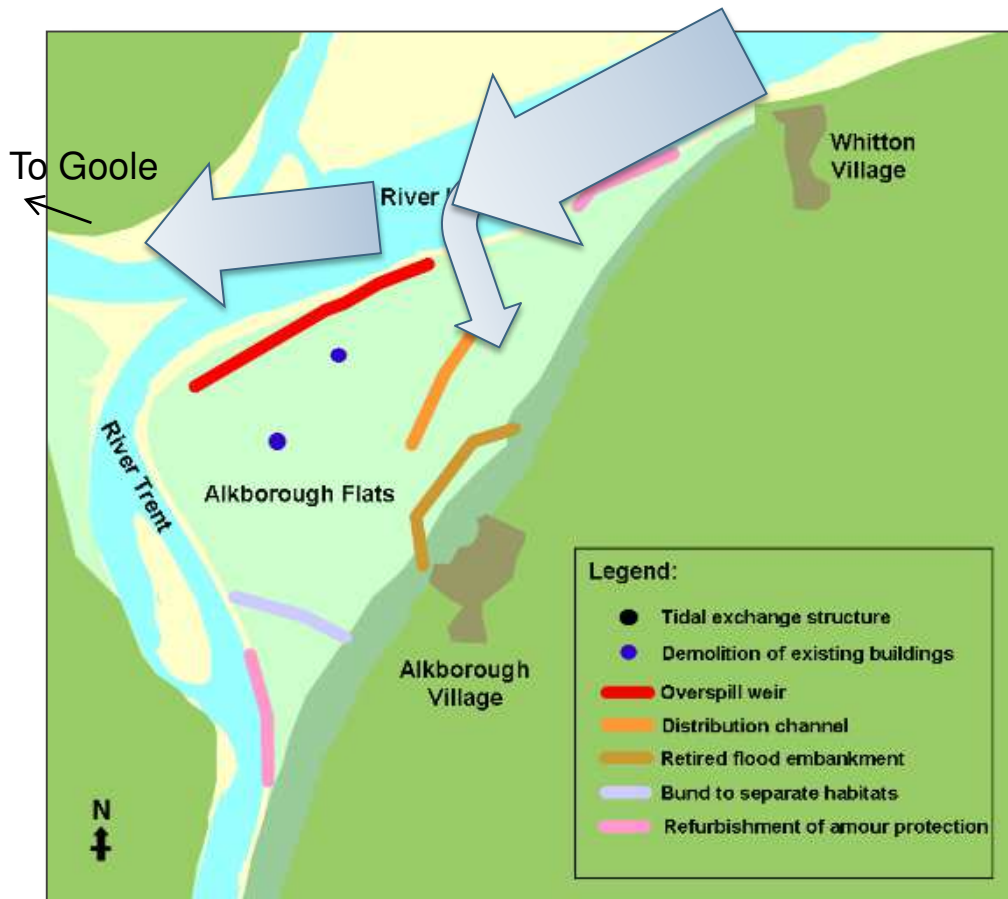 To Goole
Whitton
Village
River
River Trent
Alkborough Flats
Alkborough
Village
N
Legend:
Tidal exchange structure
Demolition of existing buildings
Overspill weir
Distribution channel
Retired flood embankment
Bund to separate habitats
Refurbishment of amour protection